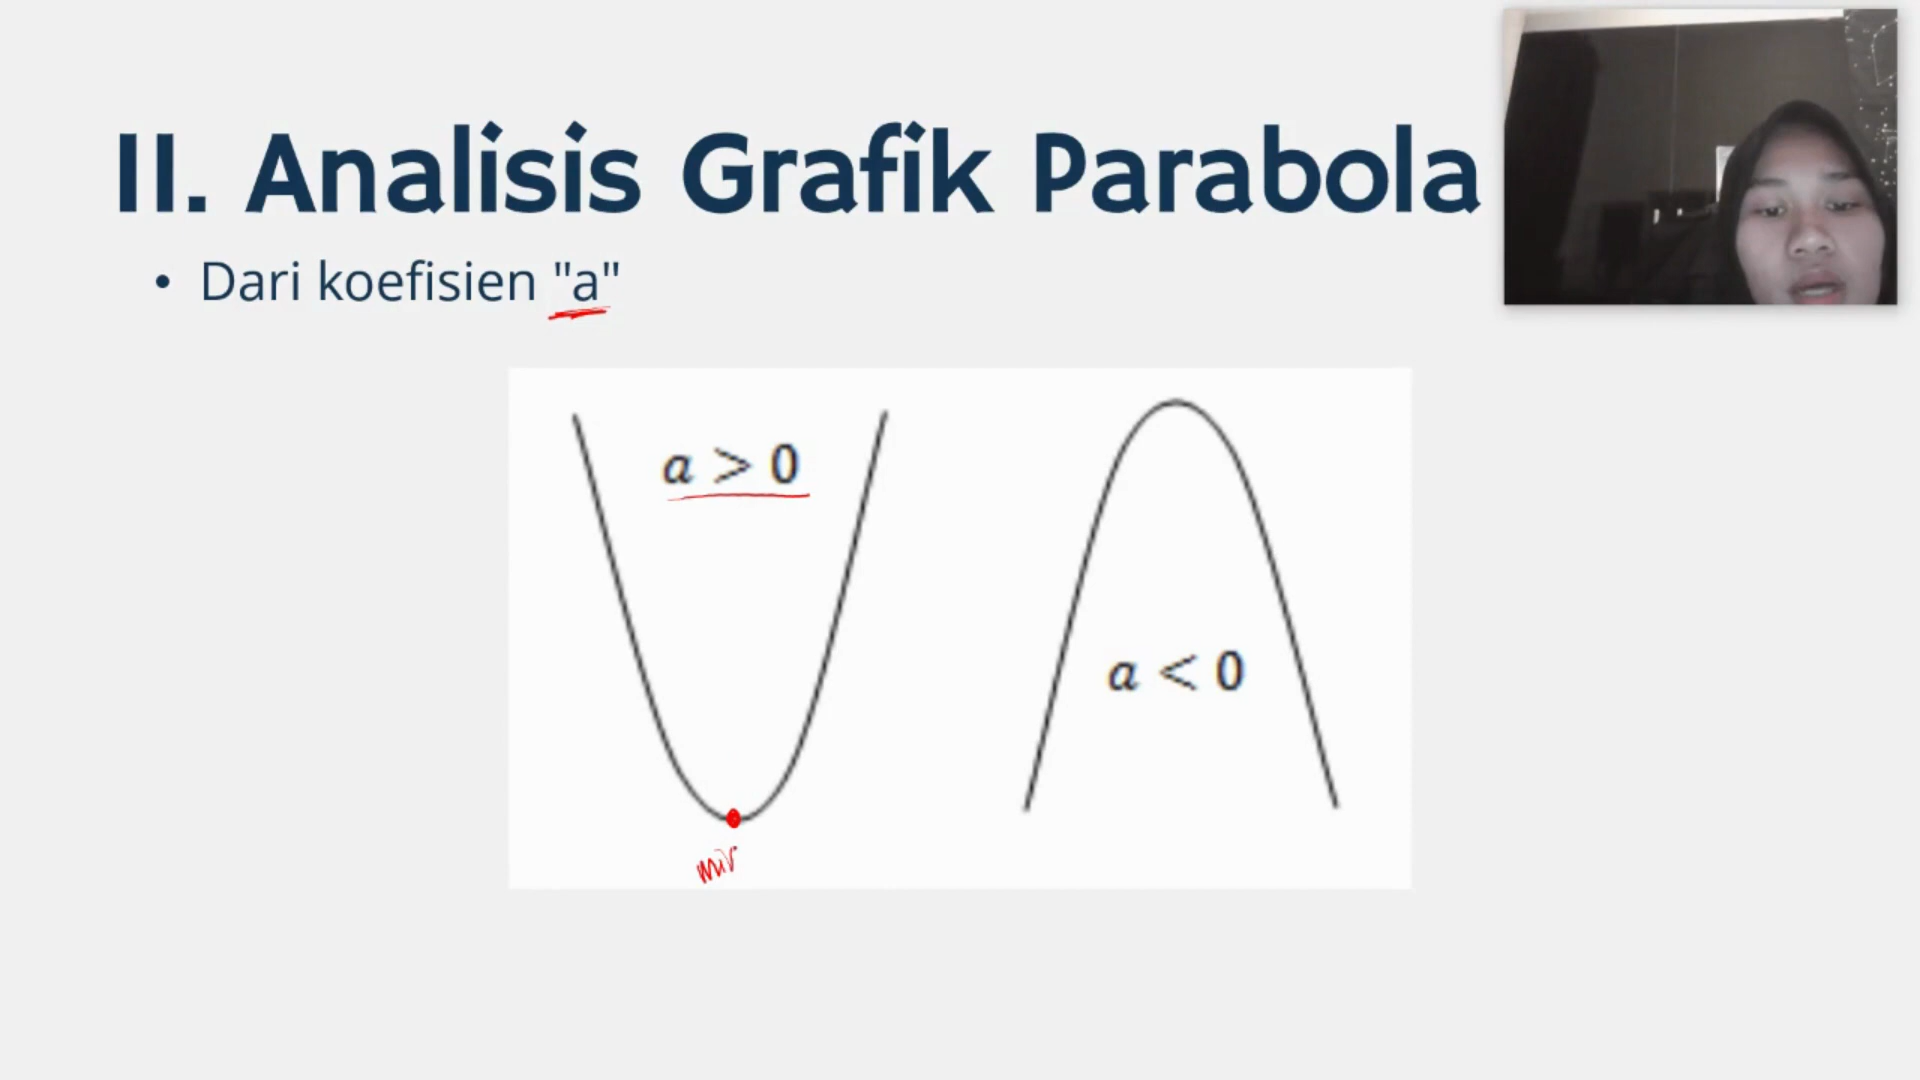 II. Analisis Grafik Parabola
• Dari koefisien "a"
a > 0
a < 0